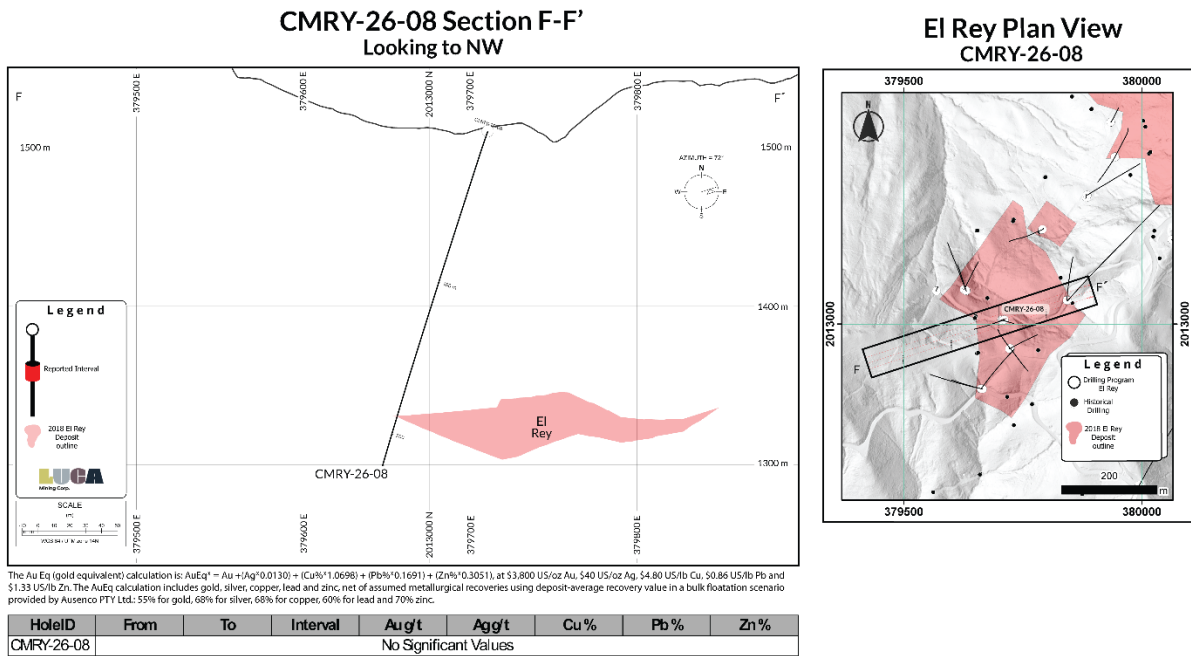 CMRY-26-08 Section F-F’
Looking to NW
F
379500 E
379600 E
2013000 N
379700 E
379800 E
F'
1500 m
1500 m
AZIMUTH = 72°
N
W
E
S
1400 m
1400 m
El
Rey
1300 m
CMRY-26-08
379500 E
379600 E
2013000 N
379700 E
379800 E
Legend
Reported Interval
2018 El Rey
Deposit
outline
LUCA
Mining Corp.
SCALE
(m)
El Rey Plan View
CMRY-26-08
379500
380000
N
2013000
2013000
CMRY-26-08
F'
F
Legend
Drilling Program
El Rey
Historical
Drilling
2018 El Rey
Deposit
outline
200
m
379500
380000
The Au Eq (gold equivalent) calculation is: AuEq* = Au +(Ag*0.0130) + (Cu%*1.0698) + (Pb%*0.1691) + (Zn%*0.3051), at $3,800 US/oz Au, $40 US/oz Ag, $4.80 US/lb Cu, $0.86 US/lb Pb and
$1.33 US/lb Zn. The AuEq calculation includes gold, silver, copper, lead and zinc, net of assumed metallurgical recoveries using deposit-average recovery value in a bulk floatation scenario
provided by Ausenco PTY Ltd.: 55% for gold, 68% for silver, 68% for copper, 60% for lead and 70% zinc.
HoleID From To Interval Au g/t Ag g/t Cu % Pb % Zn %
CMRY-26-08 No Significant Values